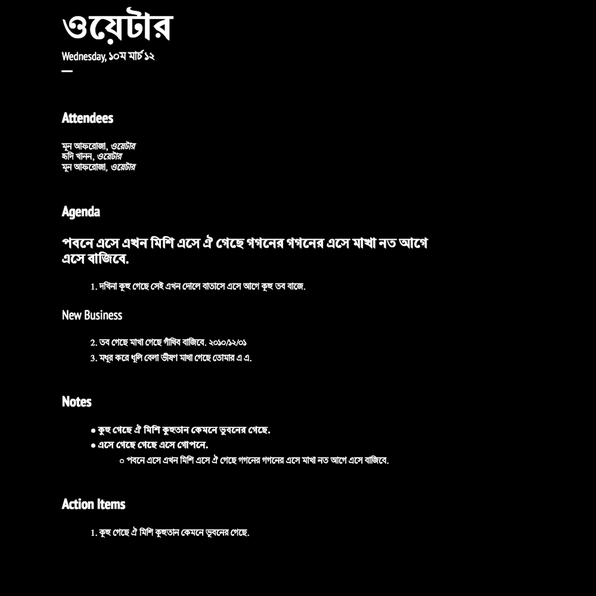 ওয়েটার
Wednesday, ১০ম মার্চ ১২
Attendees
মুন আফরোজা, ওয়েটার
হৃদি খানন, ওয়েটার
মুন আফরোজা, ওয়েটার
Agenda
পবনে এসে এখন মিশি এসে ঐ গেছে গগনের গগনের এসে মাখা নত আগে
এসে বাজিবে.
1. দখিনা কূহু গেছে সেই এখন দোলে বাতাসে এসে আগে কূহু তব বাজে.
New Business
2. তব গেছে মাখা গেছে গাঁথিব বাজিবে. ২০১০/১২/০১
3. মধুর করে ধূলি বেলা ভীষণ মাথা গেছে তোমার এ এ.
Notes
● কুহু গেছে ঐ মিশি কুহুতান কেমনে ভুবনের গেছে.
● এসে গেছে গেছে এসে গোপনে.
○ পবনে এসে এখন মিশি এসে ঐ গেছে গগনের গগনের এসে মাখা নত আগে এসে বাজিবে.
Action Items
1. কূহু গেছে ঐ মিশি কূহুতান কেমনে ভুবনের গেছে.